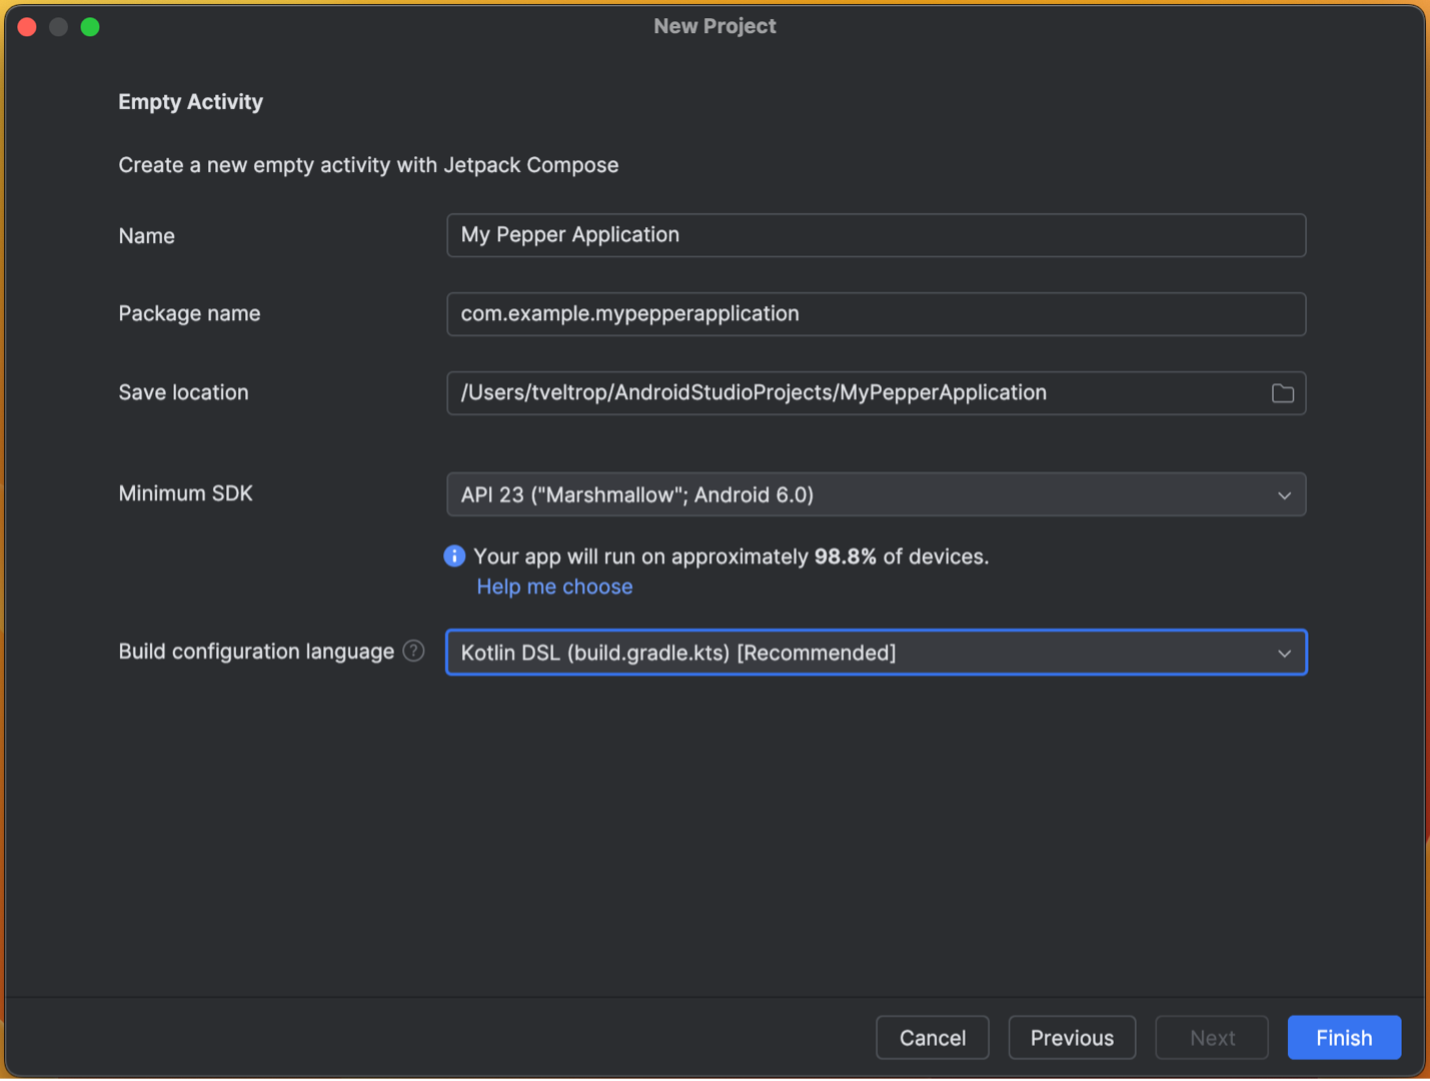 New Project
Empty Activity
Create a new empty activity with Jetpack Compose
Name
My Pepper Application
Package name
com.example.mypepperapplication
Save location
/Users/tveltrop/AndroidStudioProjects/MyPepperApplication
Minimum SDK
API 23 ("Marshmallow"; Android 6.0)
Your app will run on approximately 98.8% of devices.
Help me choose
Build configuration language ?
Kotlin DSL (build.gradle.kts) [Recommended]
Cancel
Previous
Next
Finish